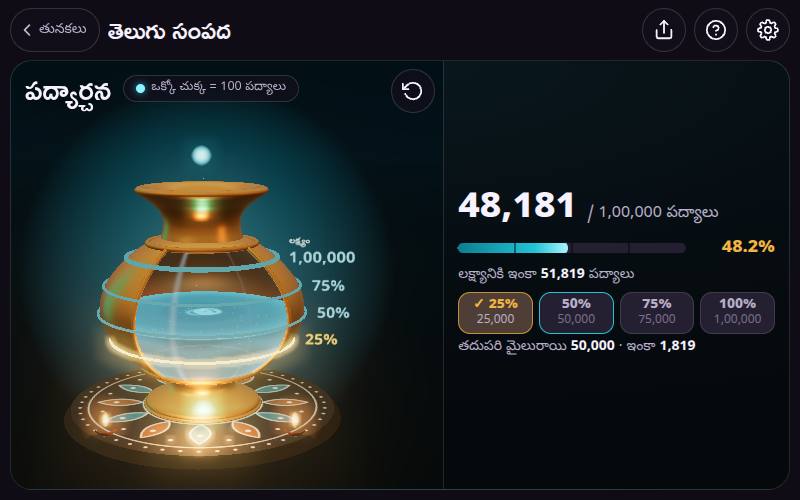 తునకలు
తెలుగు సంపద
పద్యార్చన
ఒక్కో చుక్క = 100 పద్యాలు
లక్ష్యం
1,00,000
75%
50%
25%
48,181 / 1,00,000 పద్యాలు
48.2%
లక్ష్యానికి ఇంకా 51,819 పద్యాలు
✓ 25%
25,000
50%
50,000
75%
75,000
100%
1,00,000
తదుపరి మైలురాయి 50,000 · ఇంకా 1,819